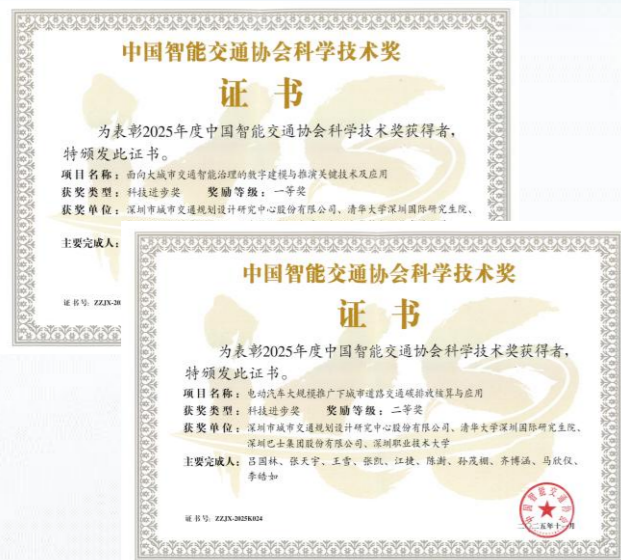 中国智能交通协会科学技术奖
证 书
为表彰2025年度中国智能交通协会科学技术奖获得者，
特颁发此证书。
项目名称：面向大城市交通智能治理的数字建模与推演关键技术及应用
获奖类型：科技进步奖 奖励等级：一等奖
获奖单位：深圳市城市交通规划设计研究中心股份有限公司、清华大学深圳国际研究生院、
主要完成人：
证书号：ZZJX-20
中国智能交通协会科学技术奖
证 书
为表彰2025年度中国智能交通协会科学技术奖获得者，
特颁发此证书。
项目名称：电动汽车大规模推广下城市道路交通碳排放核算与应用
获奖类型：科技进步奖 奖励等级：二等奖
获奖单位：深圳市城市交通规划设计研究中心股份有限公司、清华大学深圳国际研究生院、
深圳巴士集团股份有限公司、深圳职业技术大学
主要完成人：吕国林、张天宇、王雪、张凯、江捷、陈澍、孙茂棚、齐博涵、马欣仪、
李皓如
证书号：ZZJX-2025K024
中国智能交通协会